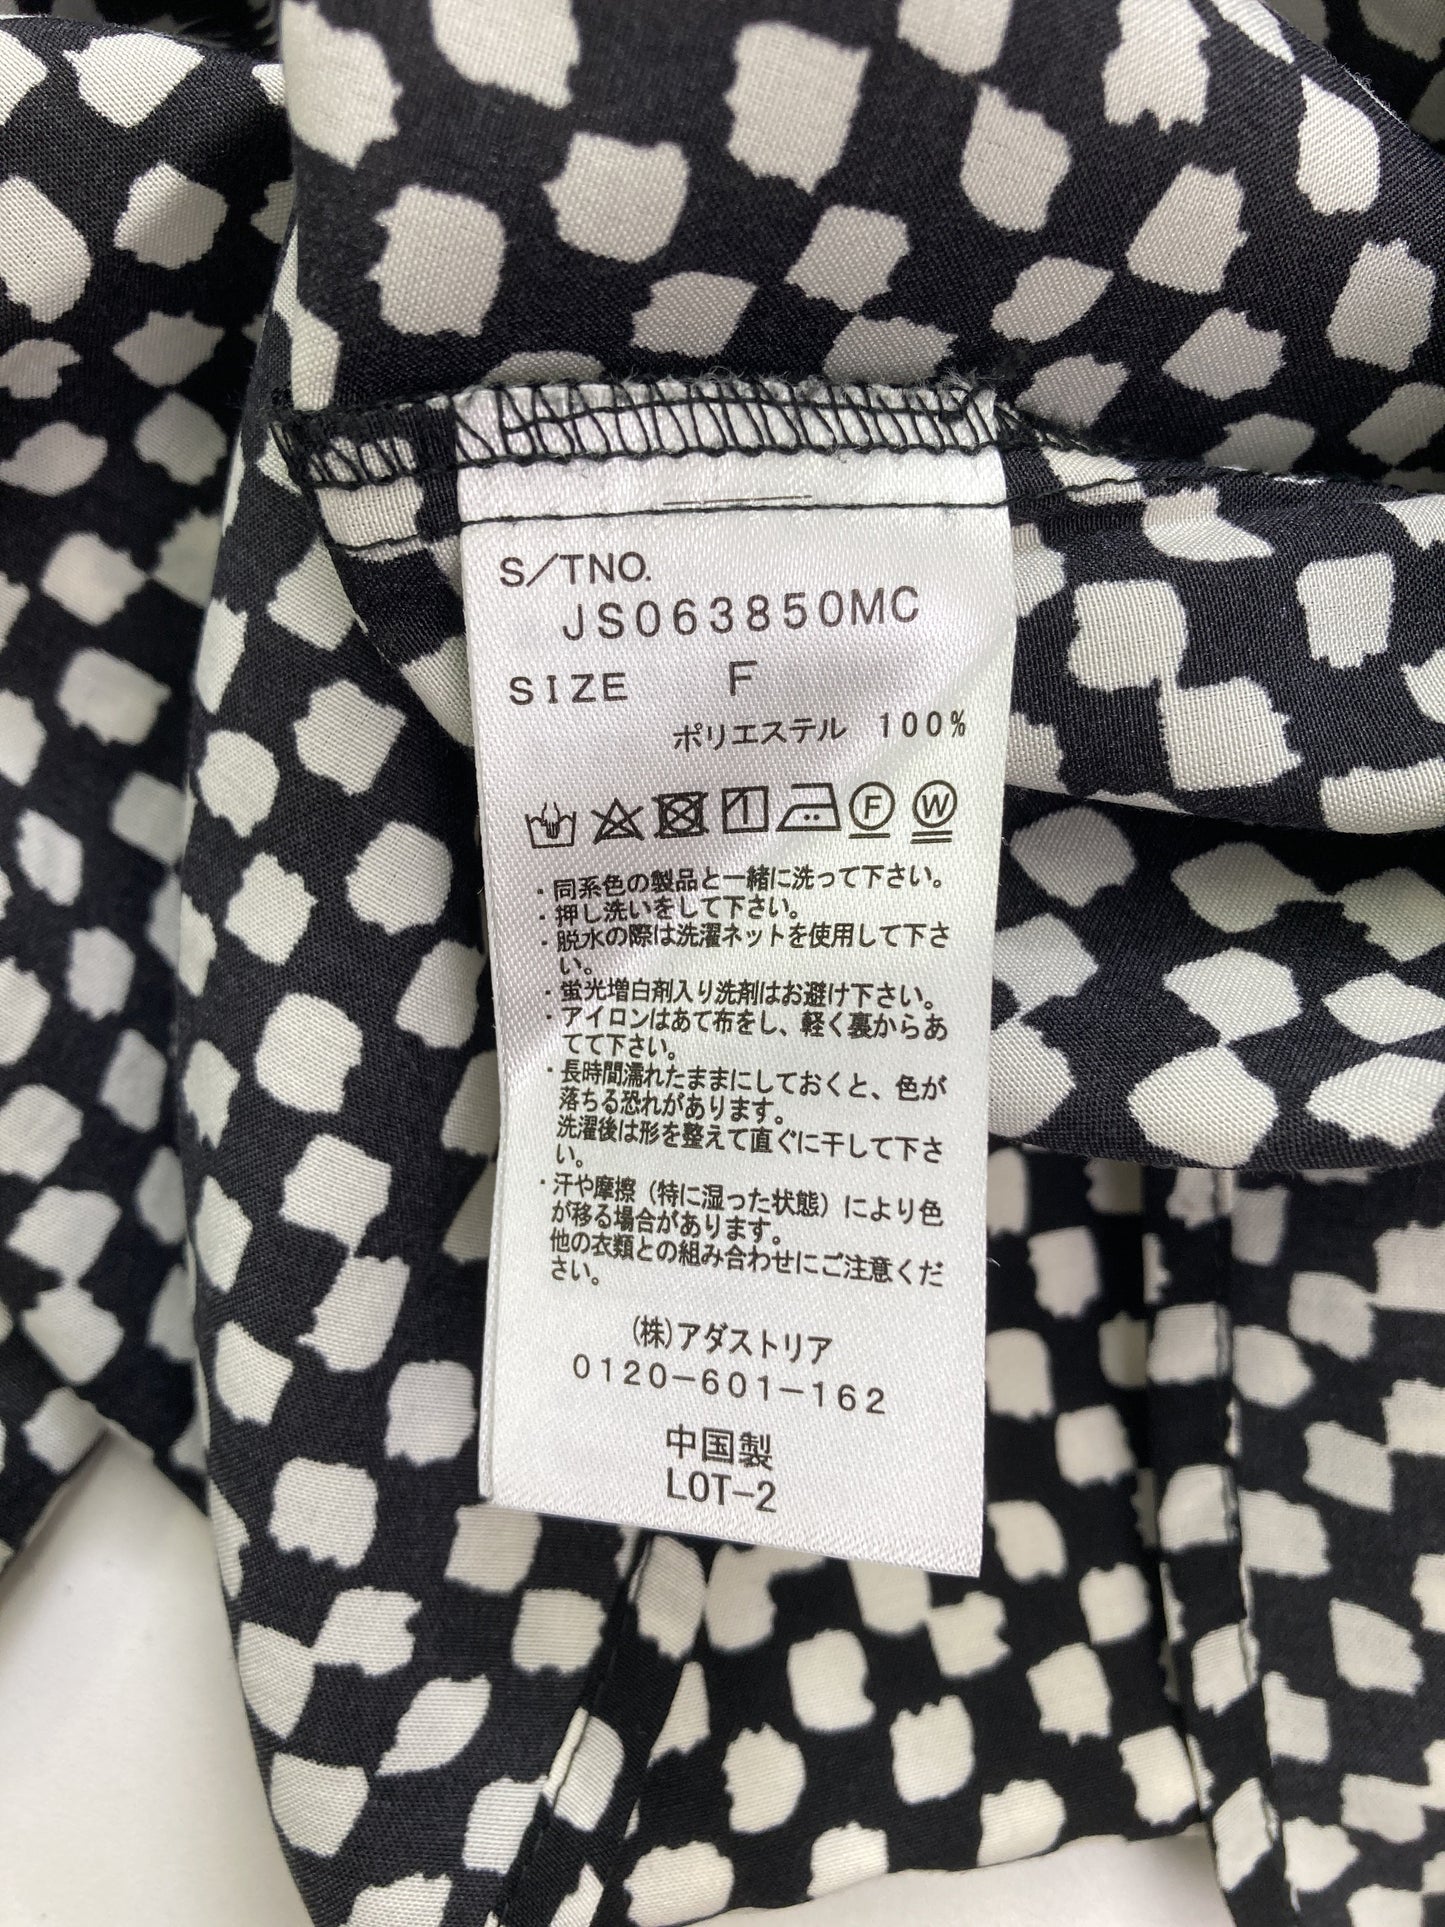 S/TNO.
JS063850MC
SIZE F
ポリエステル 100%
F W
・同系色の製品と一緒に洗って下さい。
・押し洗いをして下さい。
・脱水の際は洗濯ネットを使用して下さ
い。
・蛍光増白剤入り洗剤はお避け下さい。
・アイロンはあて布をし、軽く裏からあ
てて下さい。
・長時間濡れたままにしておくと、色が
落ちる恐れがあります。
洗濯後は形を整えて直ぐに干して下さ
い。
・汗や摩擦（特に湿った状態）により色
が移る場合があります。
他の衣類との組み合わせにご注意くだ
さい。
(株)アダストリア
0120-601-162
中国製
LOT-2